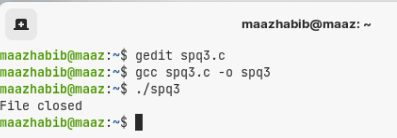 maazhabib@maaz: ~
maazhabib@maaz:~$ gedit spq3.c
maazhabib@maaz:~$ gcc spq3.c -o spq3
maazhabib@maaz:~$ ./spq3
File closed
maazhabib@maaz:~$